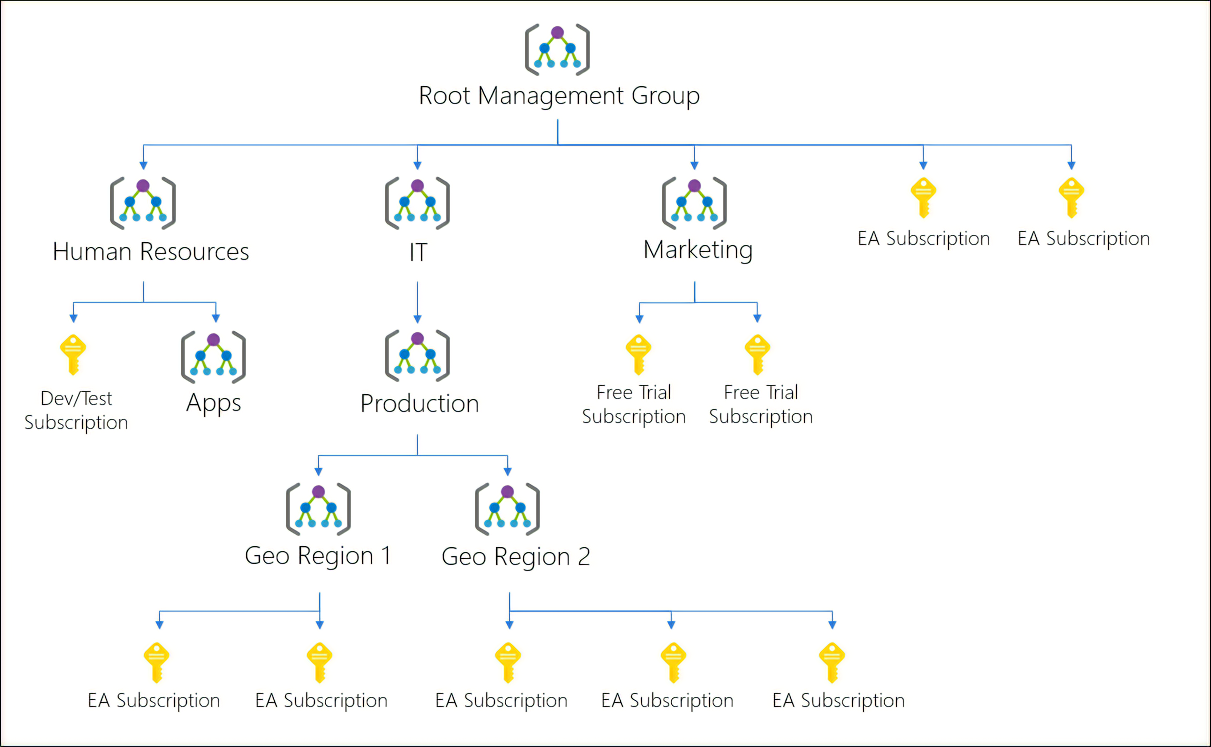 Root Management Group
Human Resources
IT
Marketing
EA Subscription
EA Subscription
Dev/Test
Subscription
Apps
Production
Free Trial
Subscription
Free Trial
Subscription
Geo Region 1
Geo Region 2
EA Subscription
EA Subscription
EA Subscription
EA Subscription
EA Subscription